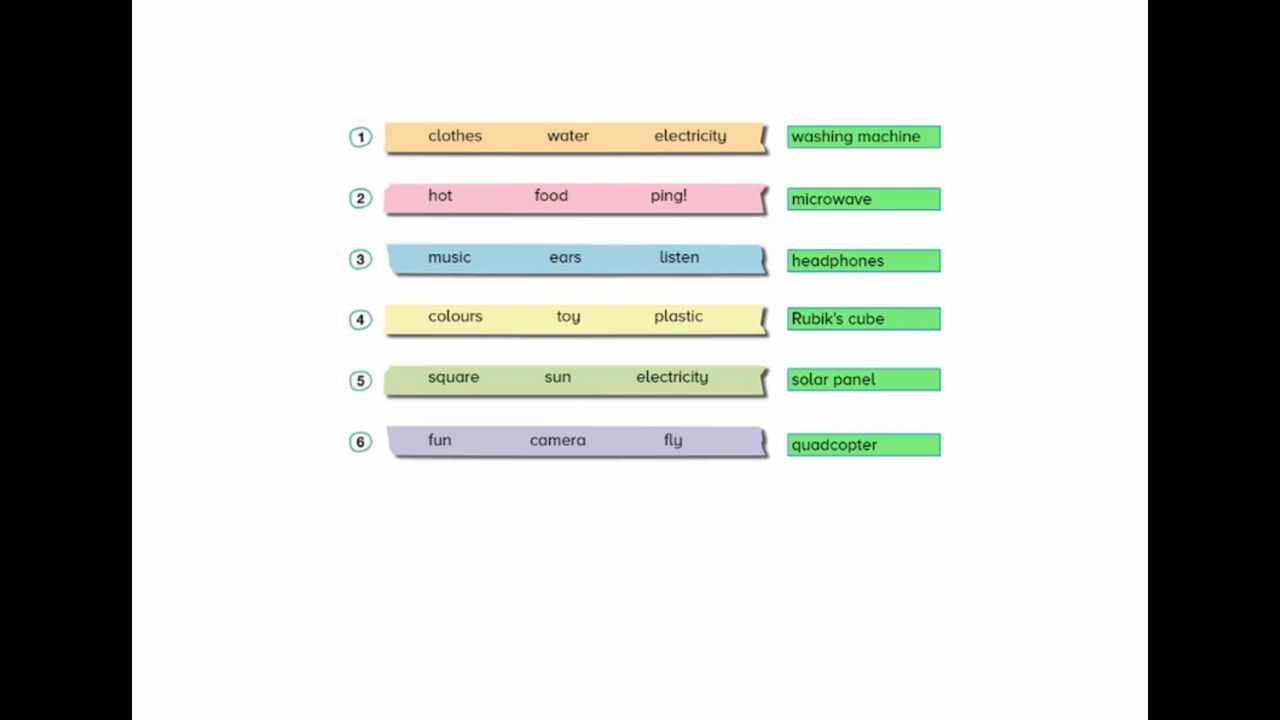 1 clothes water electricity washing machine
2 hot food ping! microwave
3 music ears listen headphones
4 colours toy plastic Rubik's cube
5 square sun electricity solar panel
6 fun camera fly quadcopter